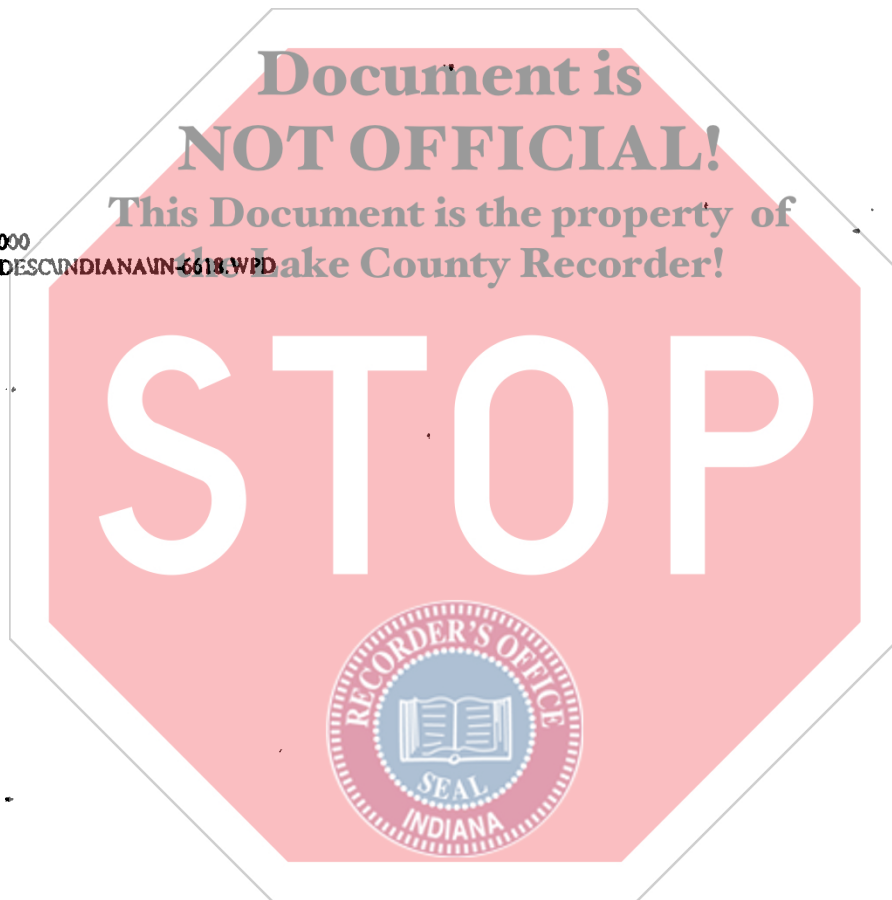 Document is
NOT OFFICIAL!
This Document is the property of
000
DESC\INDIANA\IN-6618.WPD
the Lake County Recorder!
STOP
RECORDER'S OFFICE
SEAL
INDIANA